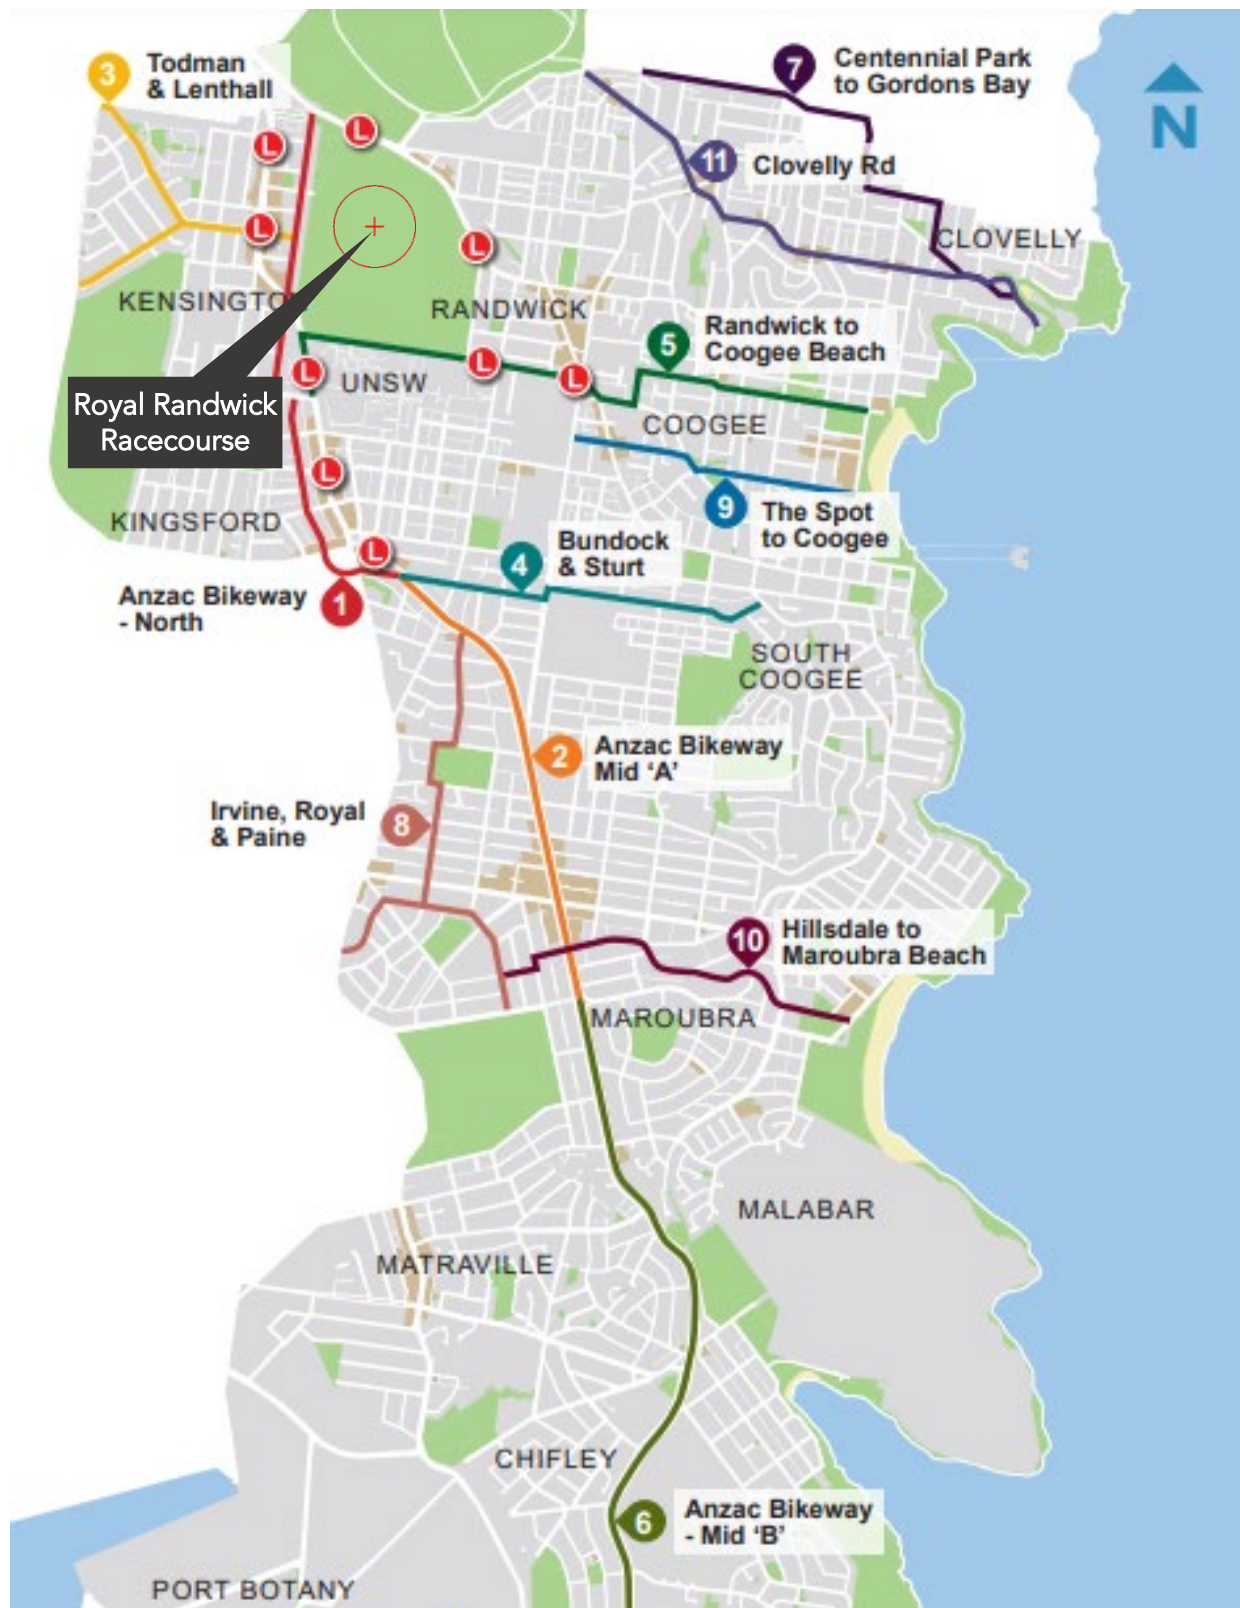 3
Todman
& Lenthall
7
Centennial Park
to Gordons Bay
N
L
L
11
Clovelly Rd
L
L
CLOVELLY
KENSINGTO
RANDWICK
5
Randwick to
Coogee Beach
L
L
L
UNSW
Royal Randwick
Racecourse
COOGEE
L
9
The Spot
to Coogee
KINGSFORD
L
4
Bundock
& Sturt
Anzac Bikeway
- North
1
SOUTH
COOGEE
2
Anzac Bikeway
Mid ‘A’
Irvine, Royal
& Paine
8
10
Hillsdale to
Maroubra Beach
MAROUBRA
MALABAR
MATRAVILLE
CHIFLEY
6
Anzac Bikeway
- Mid ‘B’
PORT BOTANY